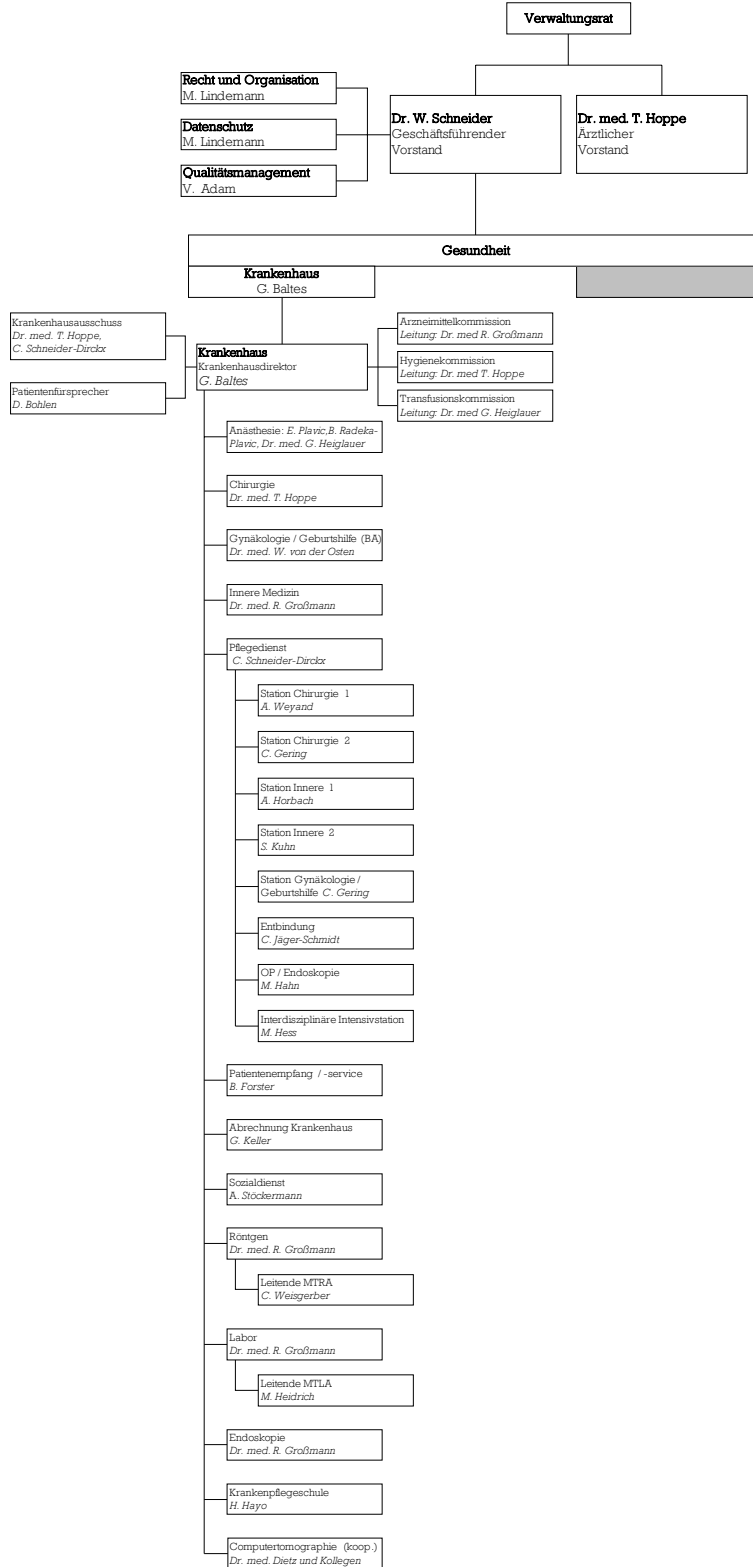 Verwaltungsrat
Recht und Organisation
M. Lindemann
Datenschutz
M. Lindemann
Qualitätsmanagement
V. Adam
Dr. W. Schneider
Geschäftsführender
Vorstand
Dr. med. T. Hoppe
Ärztlicher
Vorstand
Gesundheit
Krankenhaus
G. Baltes
Krankenhausausschuss
Dr. med. T. Hoppe,
C. Schneider-Dirckx
Patientenfürsprecher
D. Bohlen
Krankenhaus
Krankenhausdirektor
G. Baltes
Arzneimittelkommission
Leitung: Dr. med R. Großmann
Hygienekommission
Leitung: Dr. med T. Hoppe
Transfusionskommission
Leitung: Dr. med G. Heiglauer
Anästhesie: E. Plavic,B. Radeka-
Plavic, Dr. med. G. Heiglauer
Chirurgie
Dr. med. T. Hoppe
Gynäkologie / Geburtshilfe (BA)
Dr. med. W. von der Osten
Innere Medizin
Dr. med. R. Großmann
Pflegedienst
C. Schneider-Dirckx
Station Chirurgie 1
A. Weyand
Station Chirurgie 2
C. Gering
Station Innere 1
A. Horbach
Station Innere 2
S. Kuhn
Station Gynäkologie /
Geburtshilfe C. Gering
Entbindung
C. Jäger-Schmidt
OP / Endoskopie
M. Hahn
Interdisziplinäre Intensivstation
M. Hess
Patientenempfang / -service
B. Forster
Abrechnung Krankenhaus
G. Keller
Sozialdienst
A. Stöckermann
Röntgen
Dr. med. R. Großmann
Leitende MTRA
C. Weisgerber
Labor
Dr. med. R. Großmann
Leitende MTLA
M. Heidrich
Endoskopie
Dr. med. R. Großmann
Krankenpflegeschule
H. Hayo
Computertomographie (koop.)
Dr. med. Dietz und Kollegen